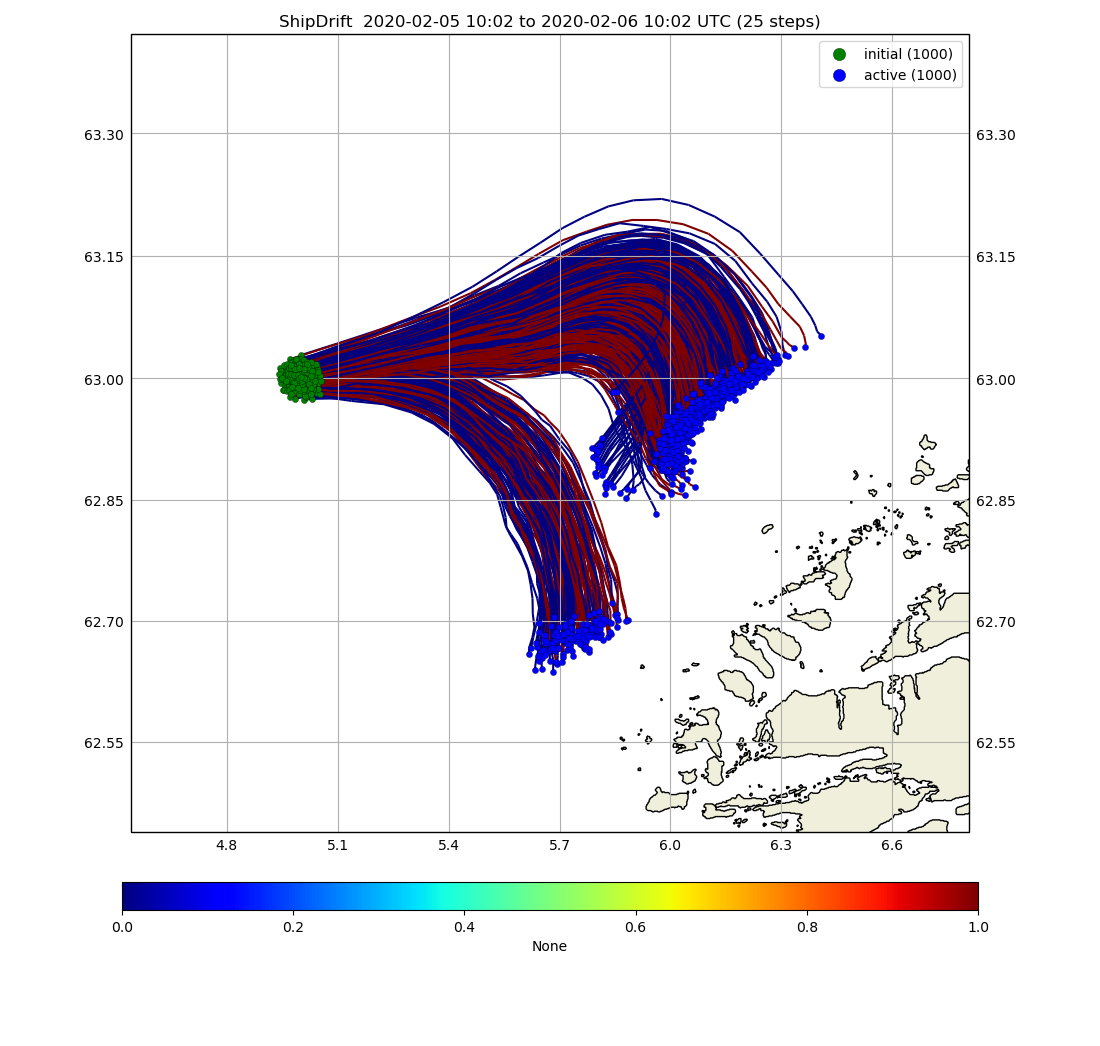 ShipDrift  2020-02-05 10:02 to 2020-02-06 10:02 UTC (25 steps)
initial (1000)
active (1000)
63.30 63.30
63.15 63.15
63.00 63.00
62.85 62.85
62.70 62.70
62.55 62.55
4.8 5.1 5.4 5.7 6.0 6.3 6.6
0.0 0.2 0.4 0.6 0.8 1.0
None